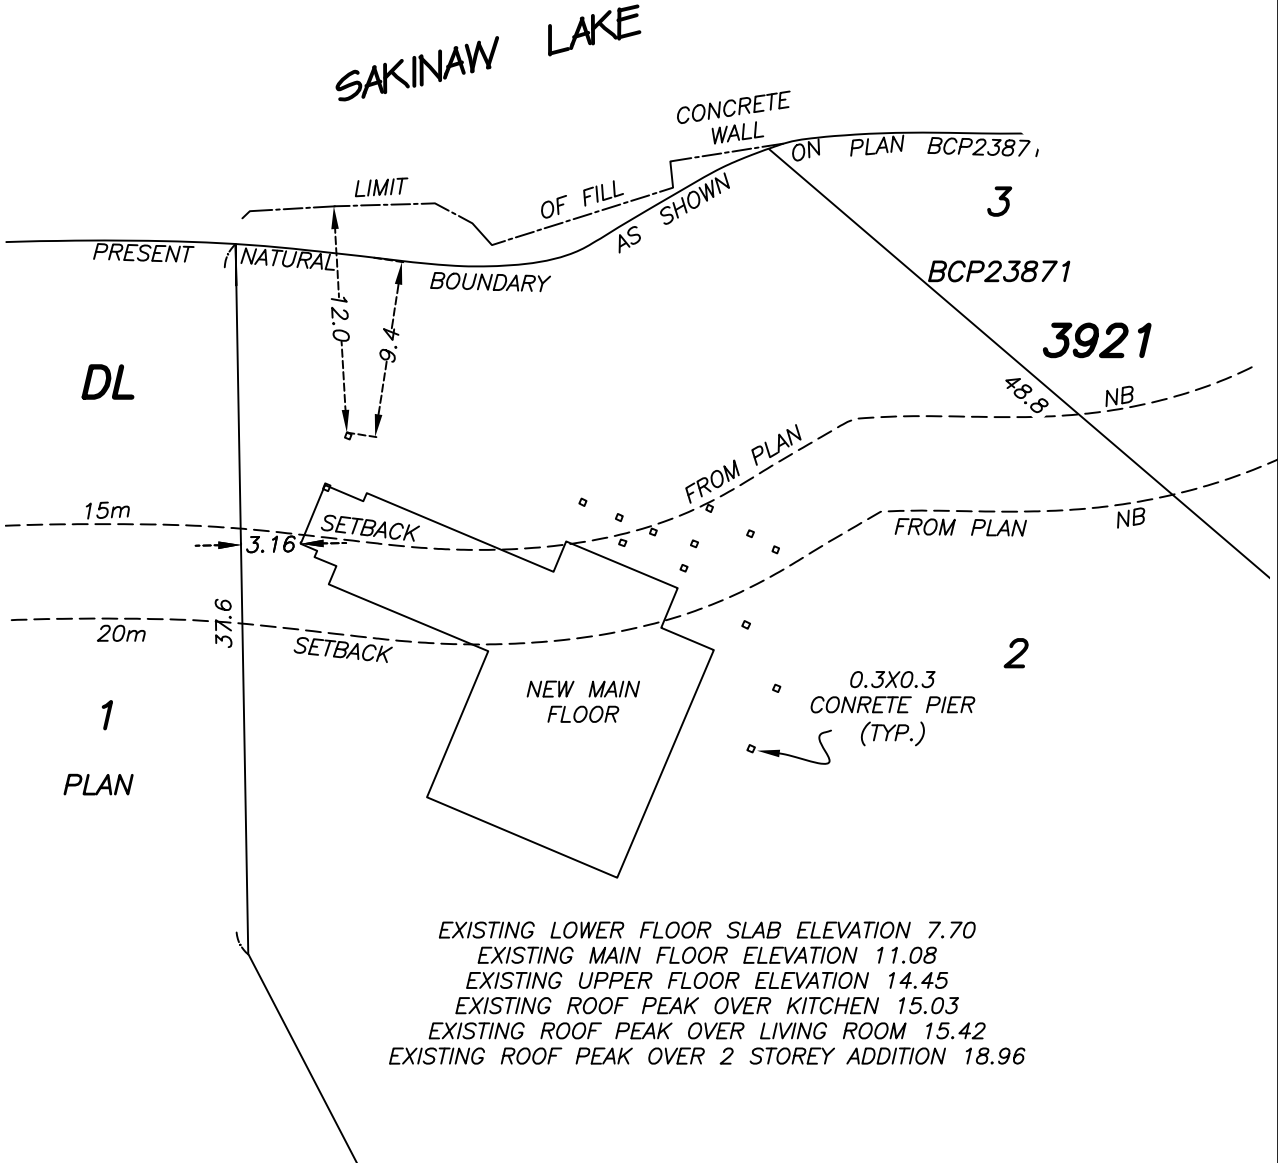 SAKINAW LAKE
CONCRETE
WALL
ON PLAN BCP23871
LIMIT
OF FILL
AS SHOWN
3
PRESENT
NATURAL
BOUNDARY
BCP23871
12.0
9.4
3921
DL
48.8
NB
FROM PLAN
15m
SETBACK
FROM PLAN
NB
3.16
37.6
20m
SETBACK
2
NEW MAIN
FLOOR
0.3X0.3
CONRETE PIER
(TYP.)
1
PLAN
EXISTING LOWER FLOOR SLAB ELEVATION 7.70
EXISTING MAIN FLOOR ELEVATION 11.08
EXISTING UPPER FLOOR ELEVATION 14.45
EXISTING ROOF PEAK OVER KITCHEN 15.03
EXISTING ROOF PEAK OVER LIVING ROOM 15.42
EXISTING ROOF PEAK OVER 2 STOREY ADDITION 18.96